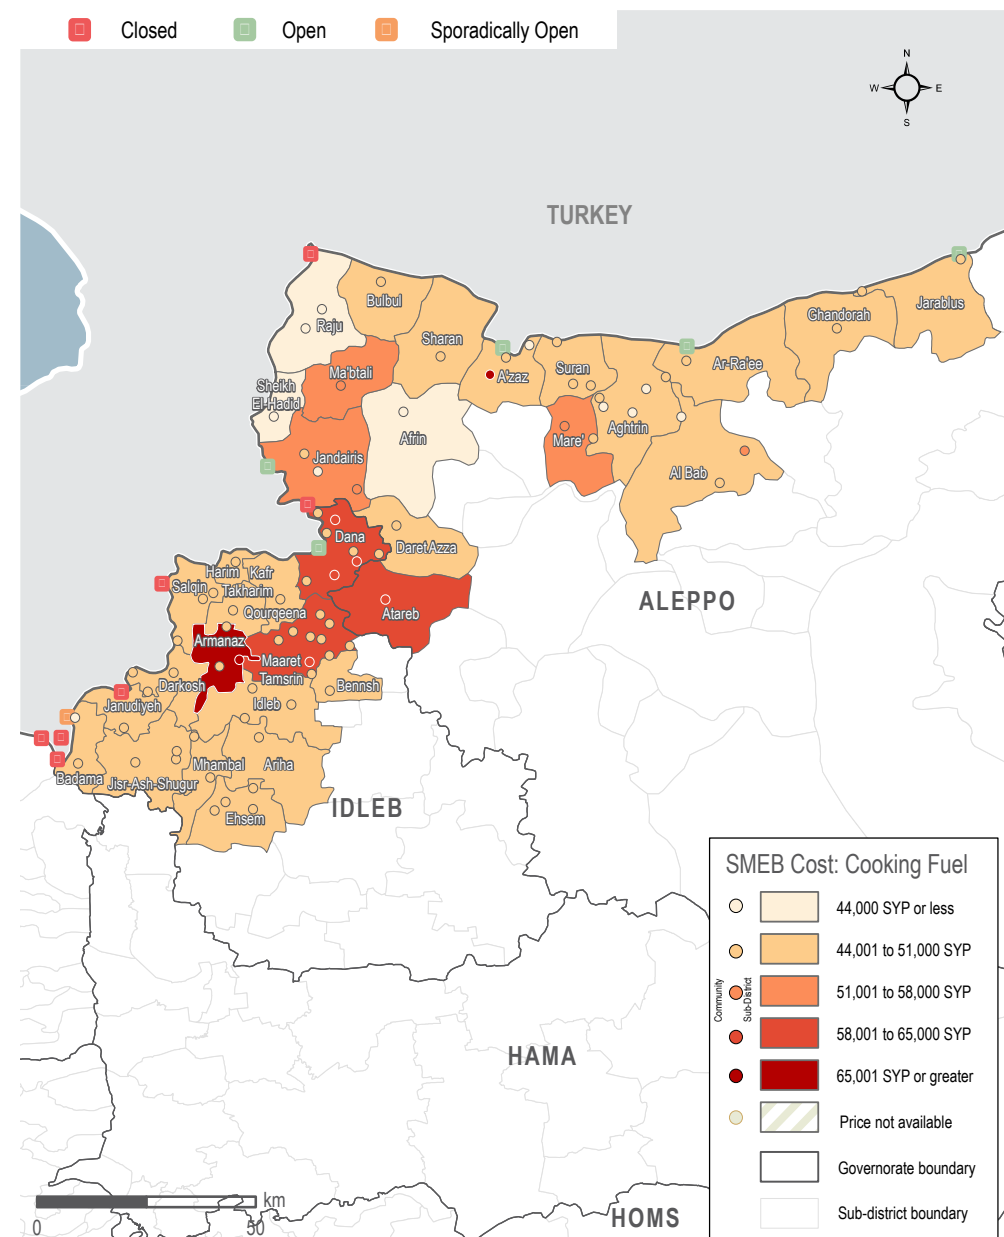 Closed
Open
Sporadically Open
N
W
E
S
TURKEY
Bulbul
Raju
Sharan
Ghandorah
Jarablus
Ma'btali
A'zaz
Suran
Ar-Ra'ee
Sheikh
El-Hadid
Afrin
Mare'
Aghtrin
Jandairis
Al Bab
Dana
Daret Azza
Harim
Kafr
Salqin
Takharim
Qourqeena
Atareb
ALEPPO
Armanaz
Maaret
Tamsrin
Darkosh
Bennsh
Janudiyeh
Idleb
Badama
Jisr-Ash-Shugur
Mhambal
Ariha
Ehsem
IDLEB
HAMA
HOMS
km
0
50
SMEB Cost: Cooking Fuel
Community
Sub-District
44,000 SYP or less
44,001 to 51,000 SYP
51,001 to 58,000 SYP
58,001 to 65,000 SYP
65,001 SYP or greater
Price not available
Governorate boundary
Sub-district boundary